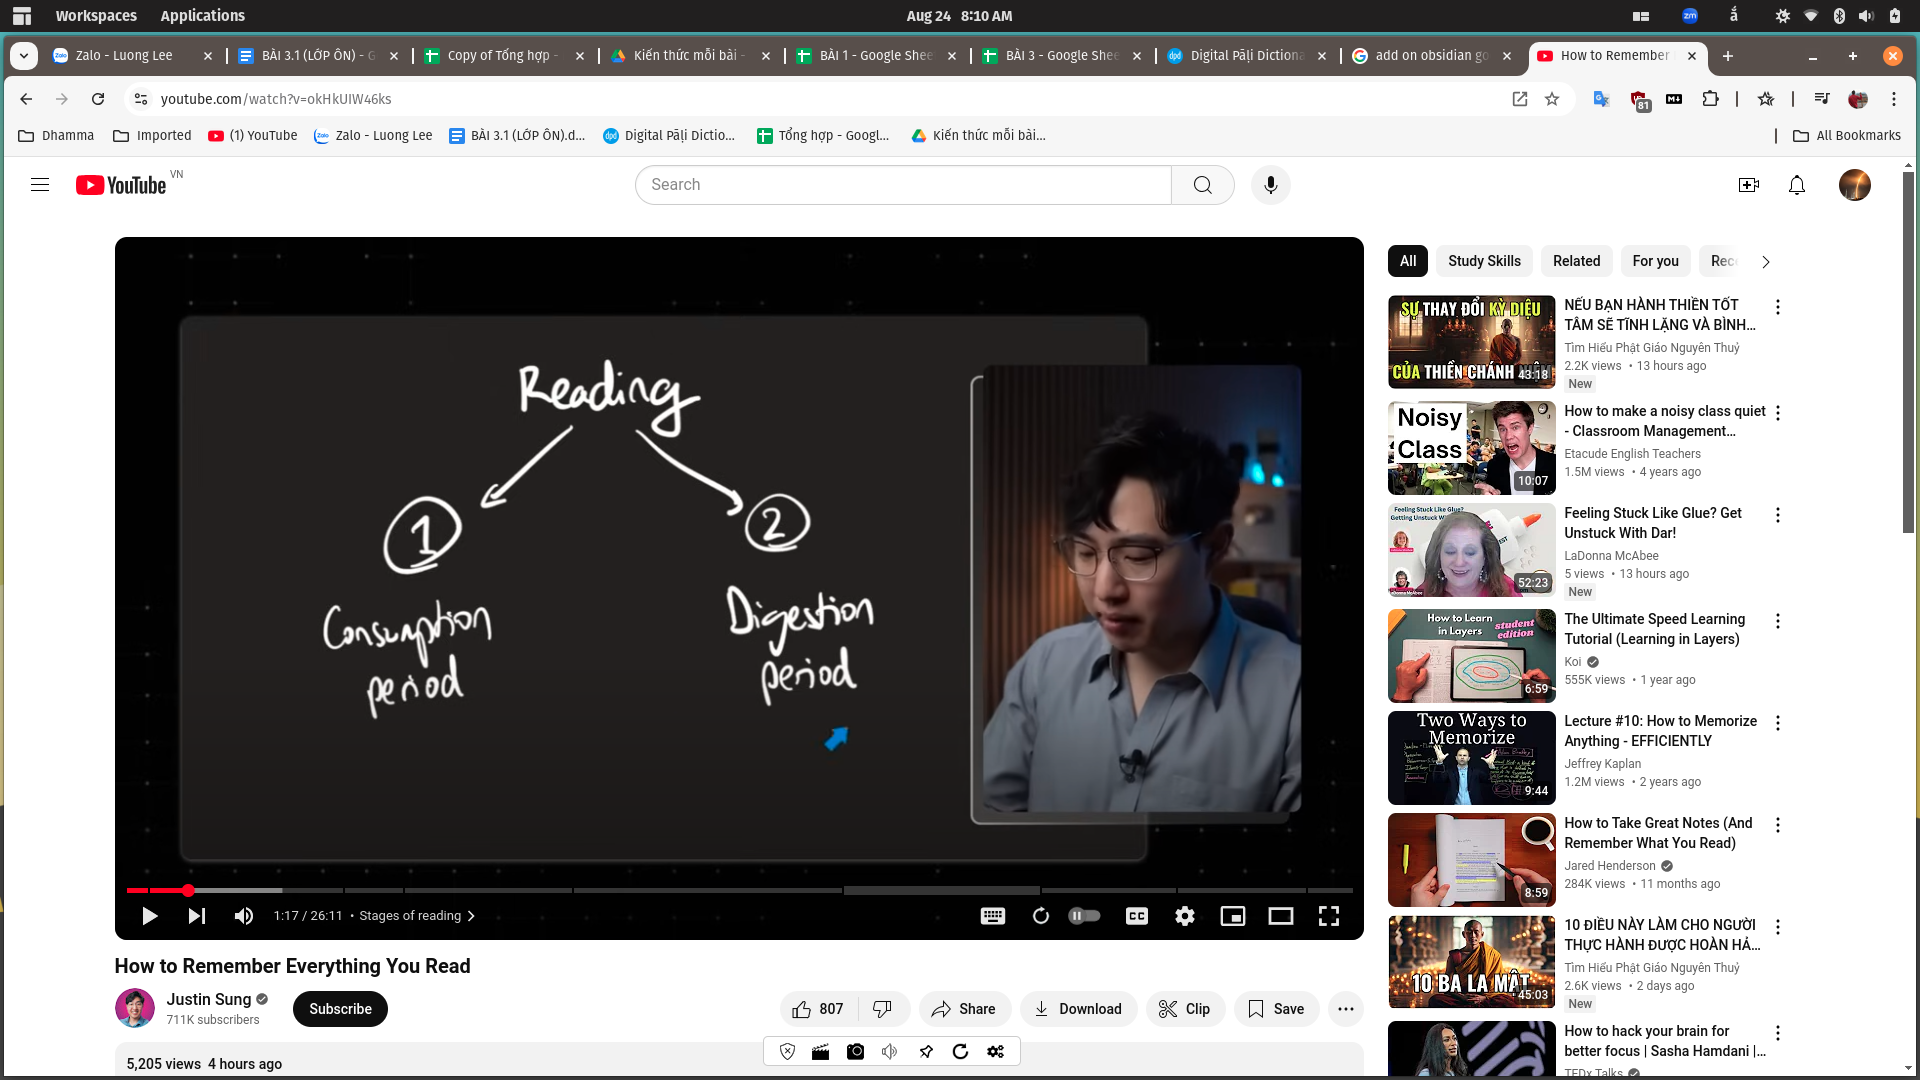 Workspaces Applications Aug 24 8:10 AM
Zalo - Luong Lee BÀI 3.1 (LỚP ÔN) - G Copy of Tổng hợp - Kiến thức mỗi bài - BÀI 1 - Google Shee BÀI 3 - Google Shee Digital Pāḷi Dictiona add on obsidian go How to Remember
youtube.com/watch?v=okHkUIW46ks 81
Dhamma Imported (1) YouTube Zalo - Luong Lee BÀI 3.1 (LỚP ÔN).d... Digital Pāḷi Dictio... Tổng hợp - Googl... Kiến thức mỗi bài... All Bookmarks
YouTube VN Search
Reading
1 2
Consumption period
Digestion period
1:17 / 26:11 • Stages of reading
CC
How to Remember Everything You Read
Justin Sung
711K subscribers
Subscribe 807 Share Download Clip Save
5,205 views 4 hours ago
All Study Skills Related For you Rec
SỰ THAY ĐỔI KỲ DIỆU
CỦA THIỀN CHÁNH
43:18
NẾU BẠN HÀNH THIỀN TỐT
TÂM SẼ TĨNH LẶNG VÀ BÌNH...
Tìm Hiểu Phật Giáo Nguyên Thuỷ
2.2K views • 13 hours ago
New
Noisy
Class
10:07
How to make a noisy class quiet
- Classroom Management...
Etacude English Teachers
1.5M views • 4 years ago
Feeling Stuck Like Glue?
52:23
Feeling Stuck Like Glue? Get
Unstuck With Dar!
LaDonna McAbee
5 views • 13 hours ago
New
How to Learn
in Layers
student
edition
6:59
The Ultimate Speed Learning
Tutorial (Learning in Layers)
Koi
555K views • 1 year ago
Two Ways to
Memorize
9:44
Lecture #10: How to Memorize
Anything - EFFICIENTLY
Jeffrey Kaplan
1.2M views • 2 years ago
8:59
How to Take Great Notes (And
Remember What You Read)
Jared Henderson
284K views • 11 months ago
10 BA LA MẬT
45:03
10 ĐIỀU NÀY LÀM CHO NGƯỜI
THỰC HÀNH ĐƯỢC HOÀN HẢ...
Tìm Hiểu Phật Giáo Nguyên Thuỷ
2.6K views • 2 days ago
New
How to hack your brain for
better focus | Sasha Hamdani |...
TEDx Talks